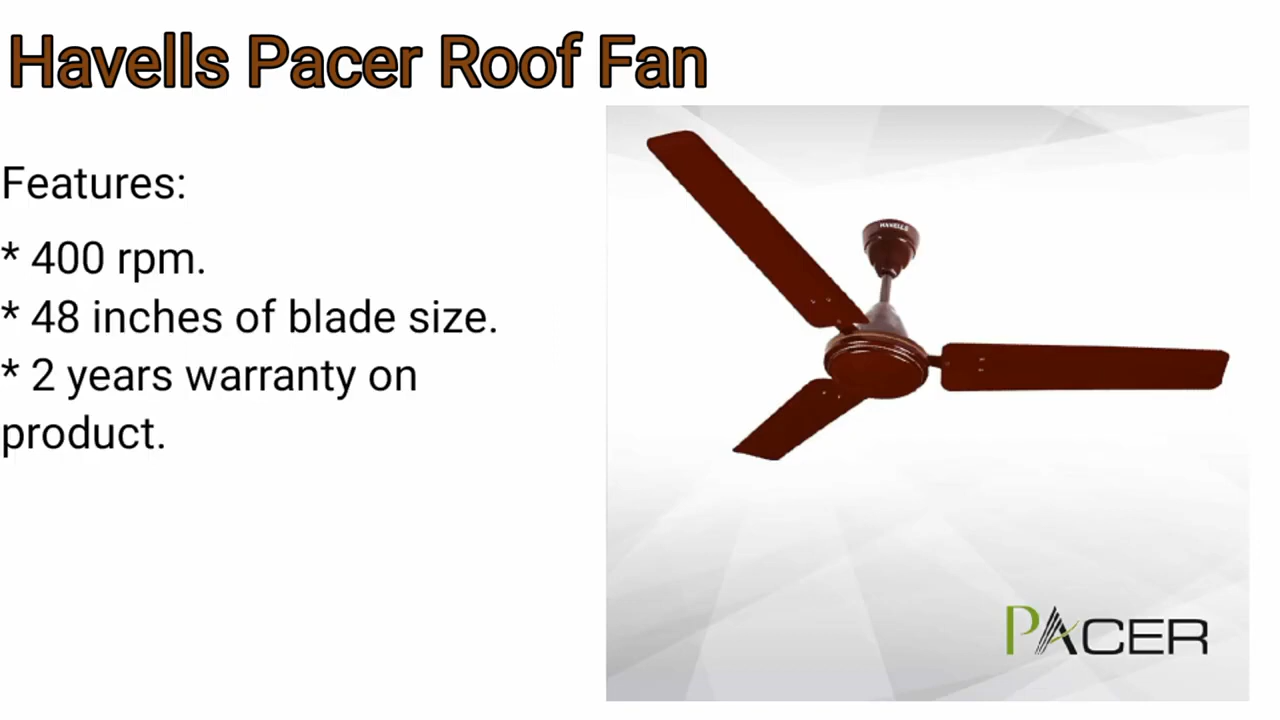 Havells Pacer Roof Fan
Features:
* 400 rpm.
* 48 inches of blade size.
* 2 years warranty on
product.
HAVELLS
PACER